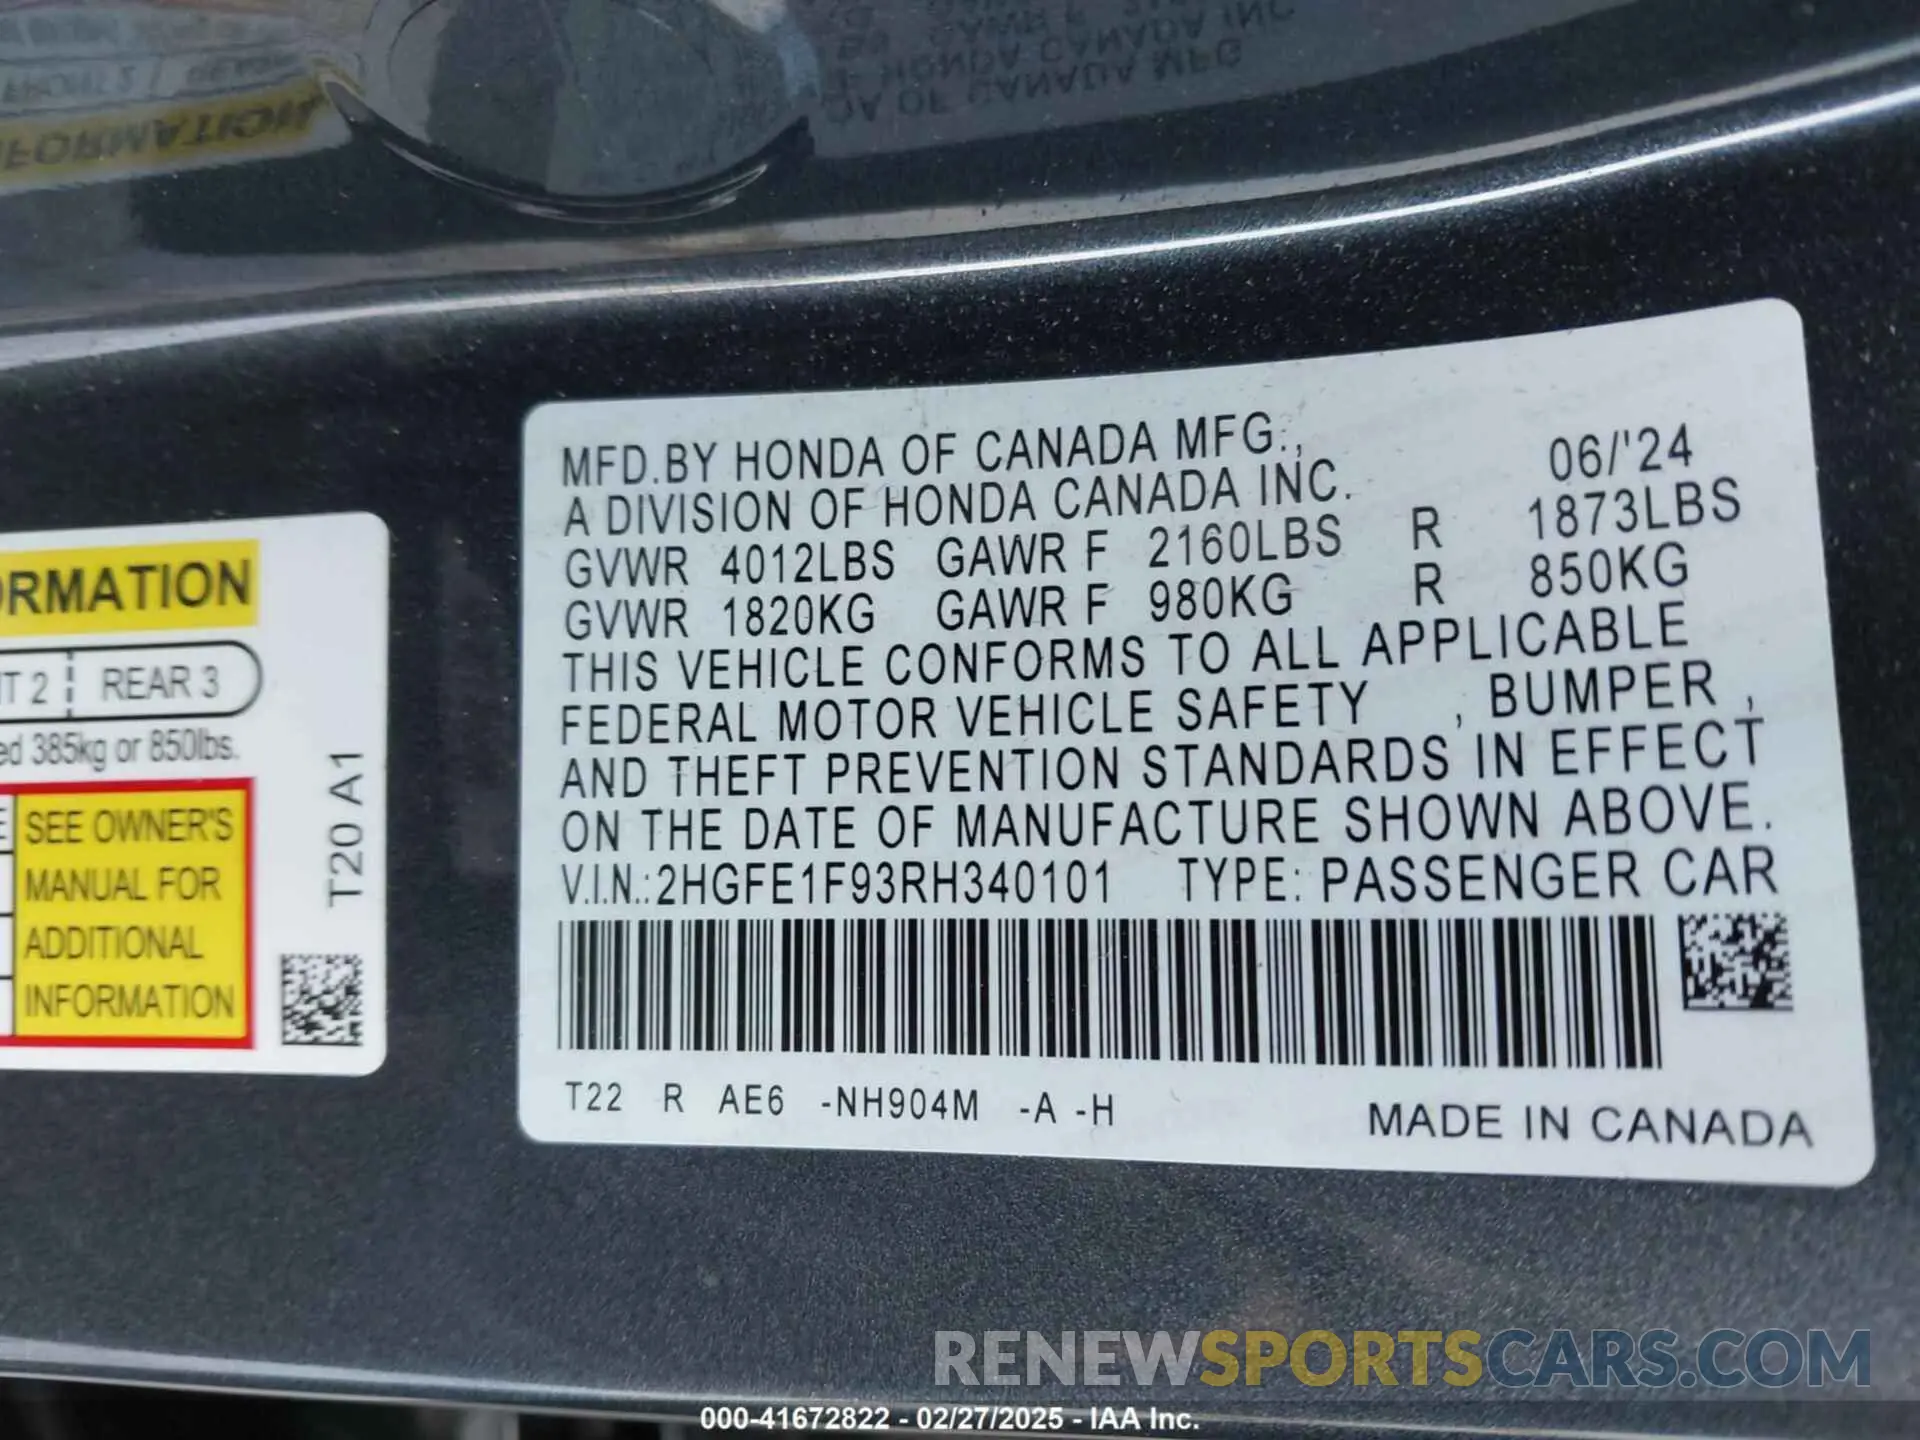 ORMATION
T 2 REAR 3
ed 385kg or 850lbs.
E SEE OWNER'S
MANUAL FOR
ADDITIONAL
INFORMATION
T20 A1
MFD.BY HONDA OF CANADA MFG., 06/'24
A DIVISION OF HONDA CANADA INC.
GVWR 4012LBS GAWR F 2160LBS R 1873LBS
GVWR 1820KG GAWR F 980KG R 850KG
THIS VEHICLE CONFORMS TO ALL APPLICABLE
FEDERAL MOTOR VEHICLE SAFETY , BUMPER ,
AND THEFT PREVENTION STANDARDS IN EFFECT
ON THE DATE OF MANUFACTURE SHOWN ABOVE.
V.I.N.:2HGFE1F93RH340101 TYPE: PASSENGER CAR
T22 R AE6 -NH904M -A -H
MADE IN CANADA
RENEWSPORTSCARS.COM
000-41672822 - 02/27/2025 - IAA Inc.